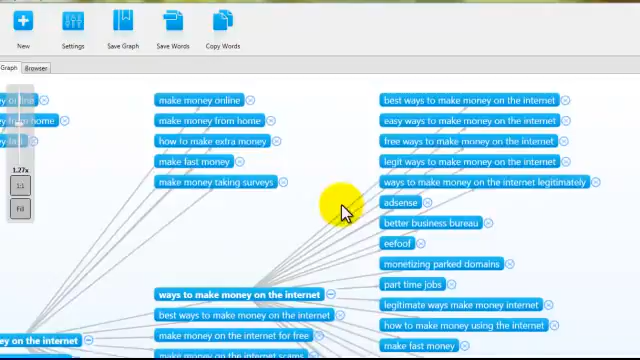 New
Settings
Save Graph
Save Words
Copy Words
Graph
Browser
make money online
make money from home
how to make extra money
make fast money
make money taking surveys
best ways to make money on the internet
easy ways to make money on the internet
free ways to make money on the internet
legit ways to make money on the internet
ways to make money on the internet legitimately
adsense
better business bureau
eefoof
monetizing parked domains
part time jobs
legitimate ways make money internet
how to make money using the internet
make fast money
1.27x
1:1
Fill
ways to make money on the internet
best ways to make money on the internet
make money on the internet for free
make money on the internet scams
ey on the internet